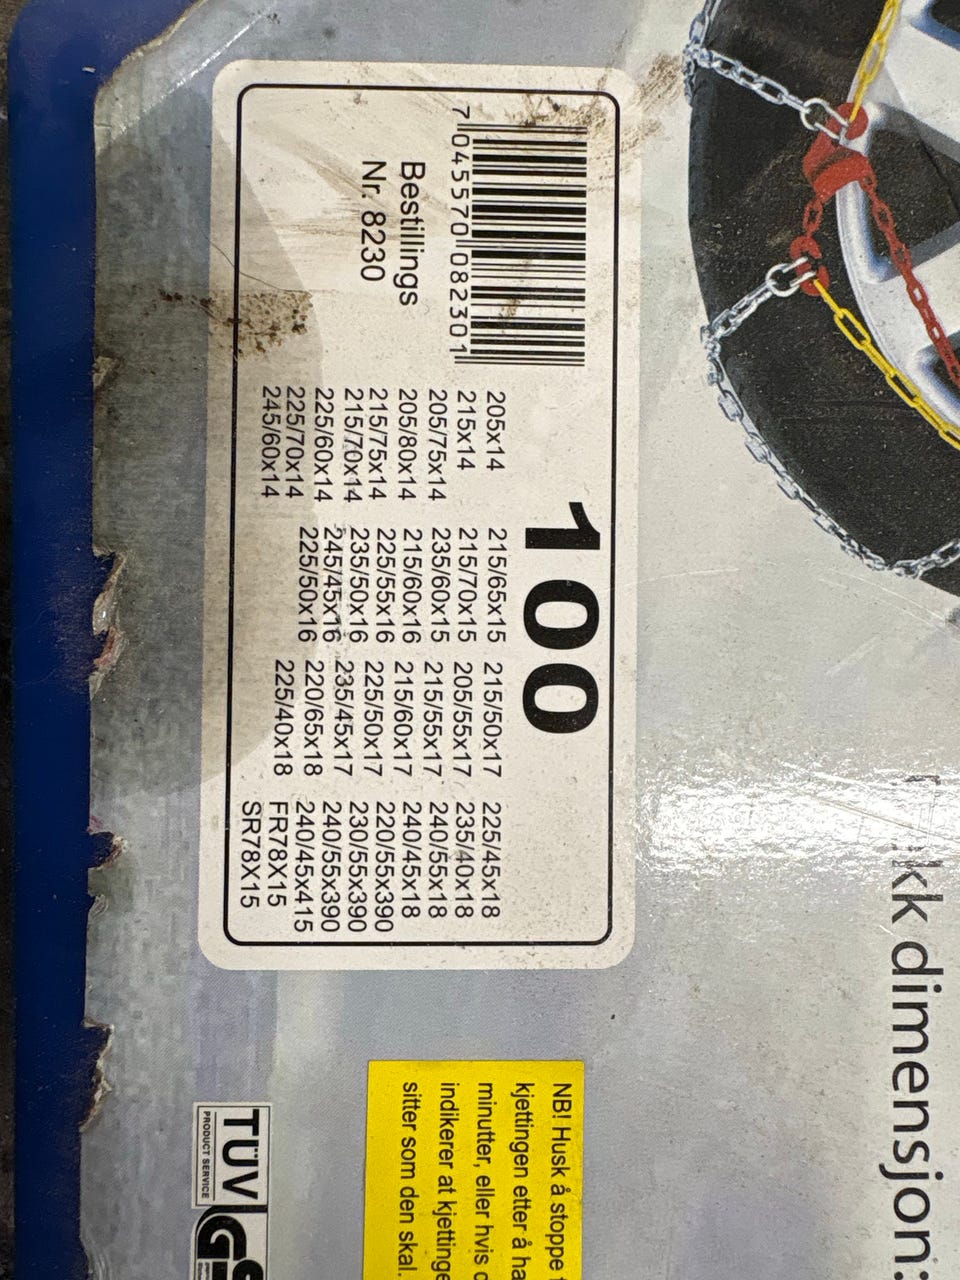 Dekk dimensjon:
100
7 045570 082301
Bestillings
Nr. 8230
205x14
215x14
205/75x14
205/80x14
215/75x14
215/70x14
225/60x14
225/70x14
245/60x14
215/65x15
215/70x15
235/60x15
215/60x16
225/55x16
235/50x16
245/45x16
225/50x16
215/50x17
205/55x17
215/55x17
215/60x17
225/50x17
235/45x17
220/65x18
225/40x18
225/45x18
235/40x18
240/55x18
240/45x18
220/55x390
230/55x390
240/55x390
240/45x415
FR78X15
SR78X15
NB! Husk å stoppe
kjettingen etter å ha
minutter, eller hvis
indikerer at kjettinge
sitter som den skal.
TÜV
PRODUCT SERVICE
GS